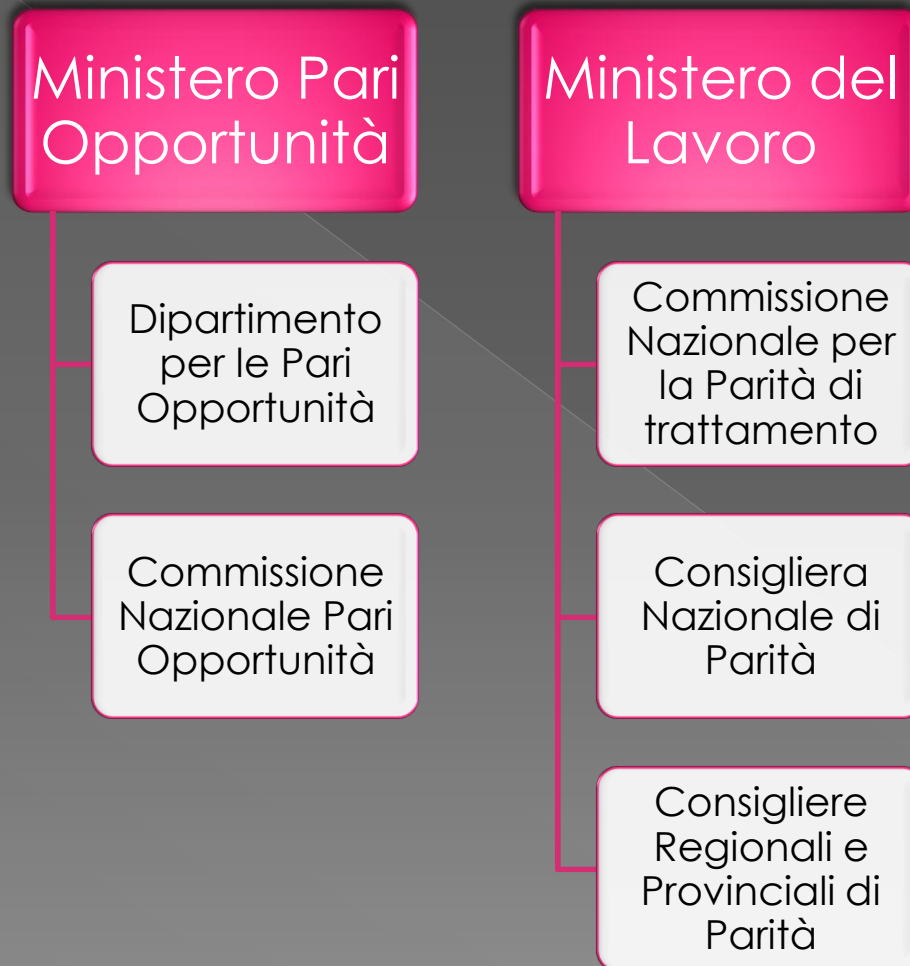 Ministero Pari
Opportunità
Dipartimento
per le Pari
Opportunità
Commissione
Nazionale Pari
Opportunità
Ministero del
Lavoro
Commissione
Nazionale per
la Parità di
trattamento
Consigliera
Nazionale di
Parità
Consigliere
Regionali e
Provinciali di
Parità